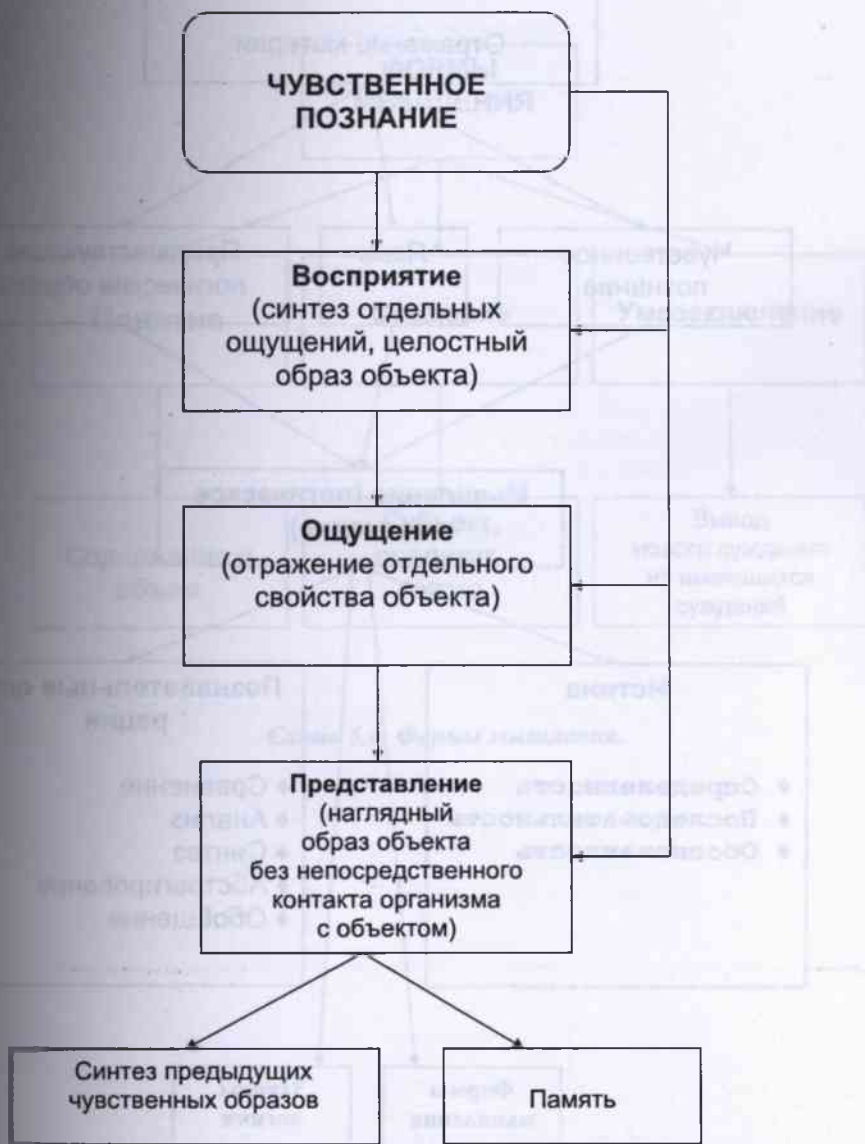 ЧУВСТВЕННОЕ
ПОЗНАНИЕ
Восприятие
(синтез отдельных
ощущений, целостный
образ объекта)
Ощущение
(отражение отдельного
свойства объекта)
Представление
(наглядный
образ объекта
без непосредственного
контакта организма
с объектом)
Синтез предыдущих
чувственных образов
Память